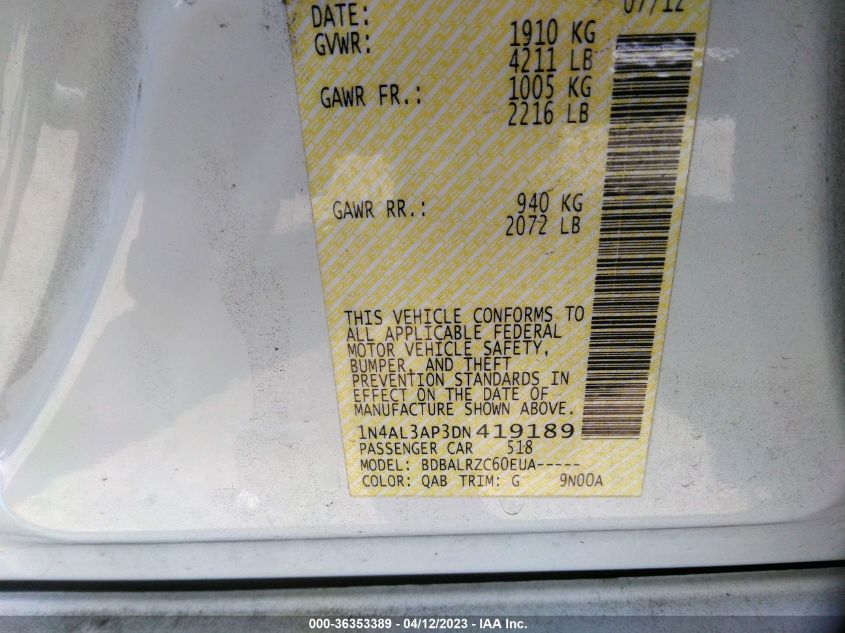 DATE: 07/12
GVWR: 1910 KG
4211 LB
GAWR FR.: 1005 KG
2216 LB
GAWR RR.: 940 KG
2072 LB
THIS VEHICLE CONFORMS TO
ALL APPLICABLE FEDERAL
MOTOR VEHICLE SAFETY,
BUMPER, AND THEFT
PREVENTION STANDARDS IN
EFFECT ON THE DATE OF
MANUFACTURE SHOWN ABOVE.
1N4AL3AP3DN419189
PASSENGER CAR 518
MODEL: BDBALRZC60EUA-----
COLOR: QAB TRIM: G 9N00A
000-36353389 - 04/12/2023 - IAA Inc.